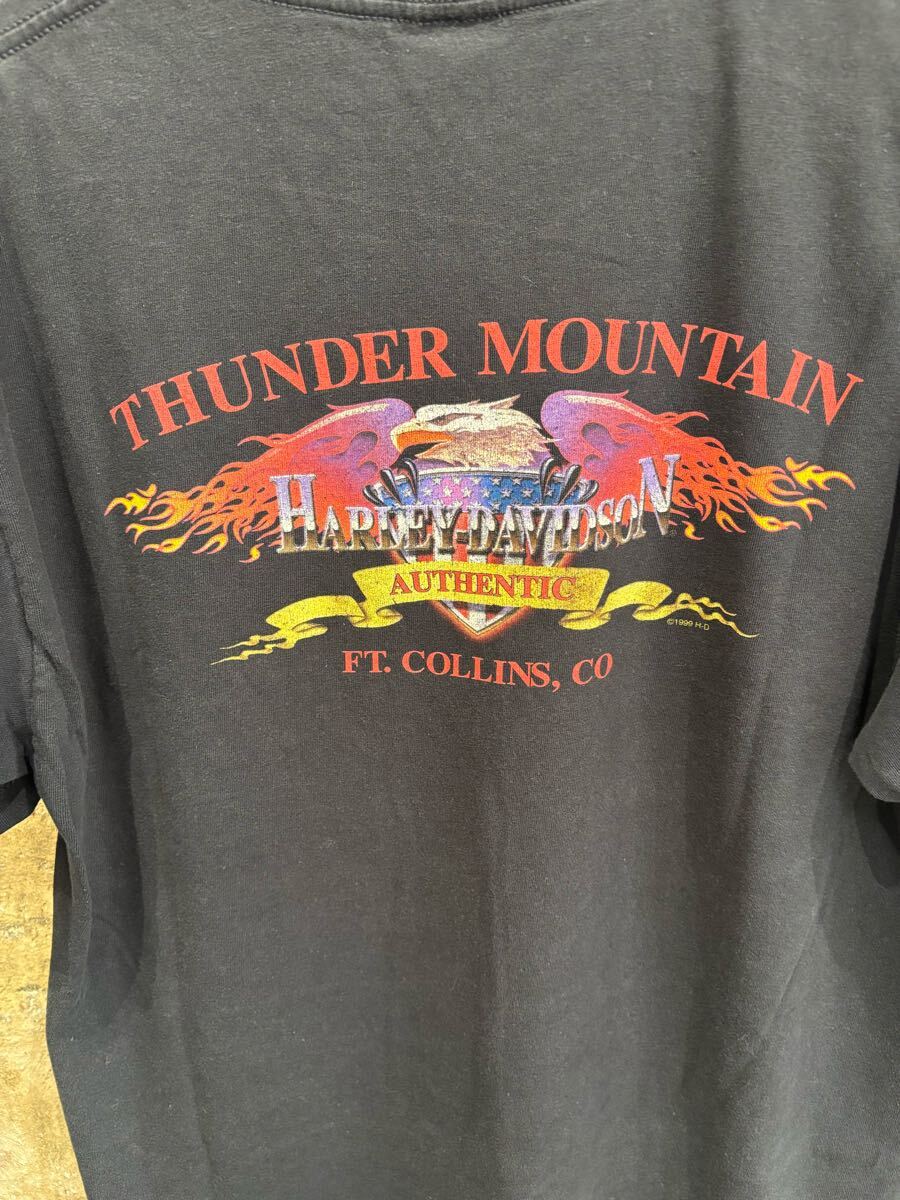 THUNDER MOUNTAIN
HARLEY-DAVIDSON
AUTHENTIC
©1999 H-D
FT. COLLINS, CO